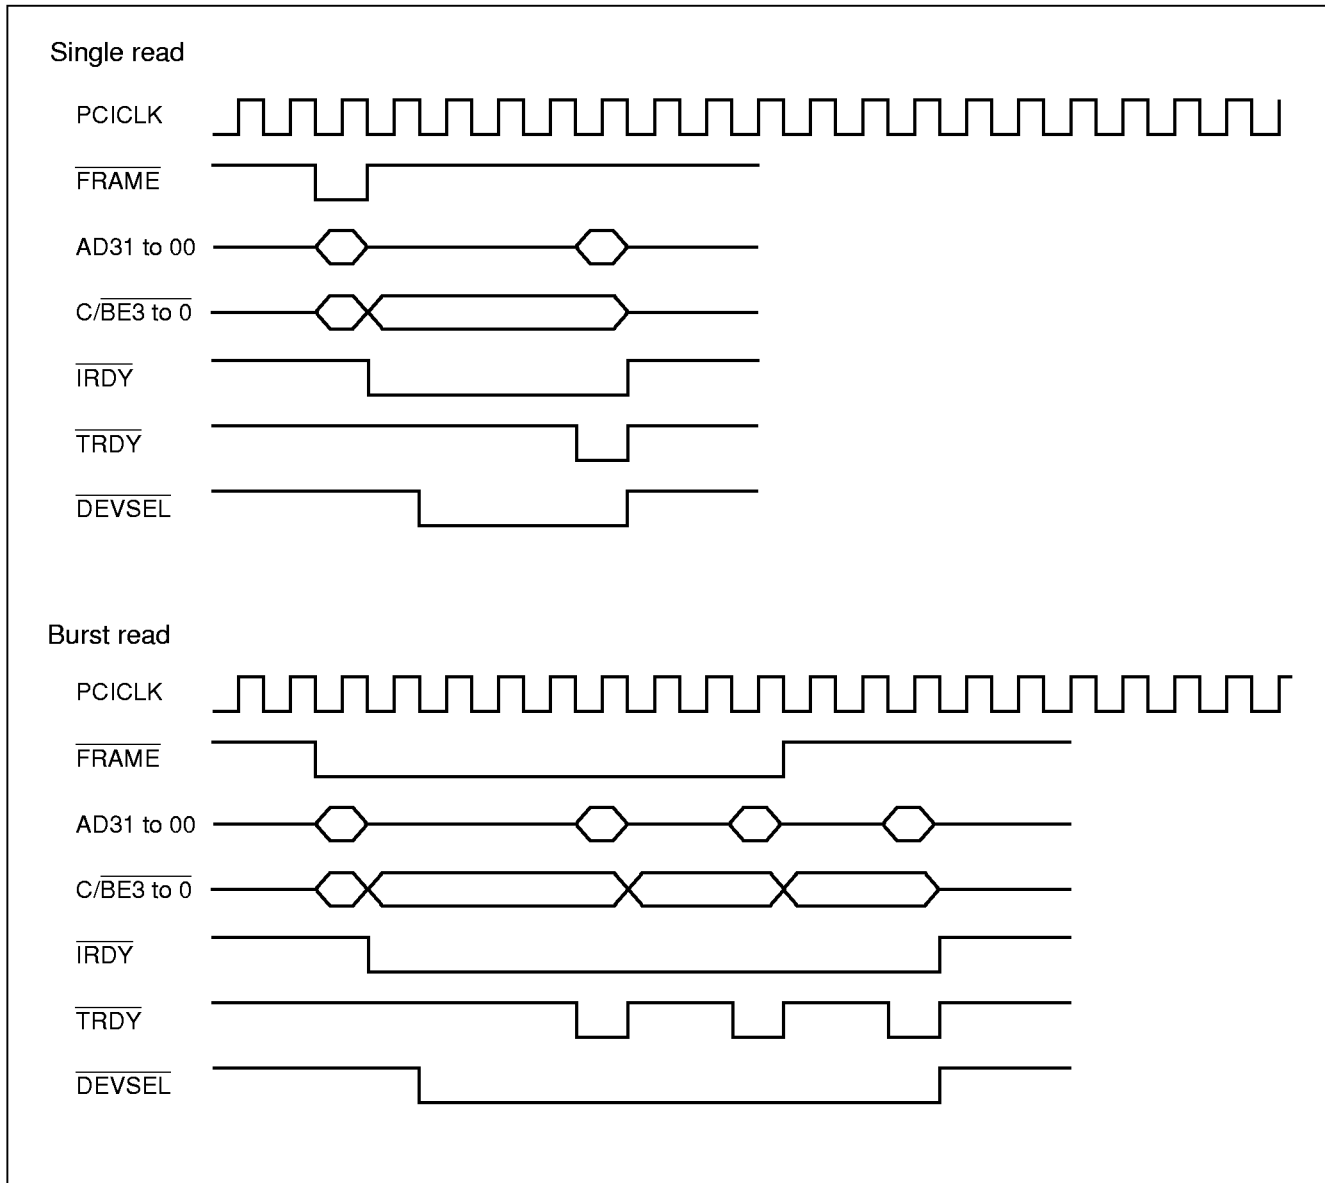 Single read
PCICLK
FRAME
AD31 to 00
C/BE3 to 0
IRDY
TRDY
DEVSEL
Burst read
PCICLK
FRAME
AD31 to 00
C/BE3 to 0
IRDY
TRDY
DEVSEL